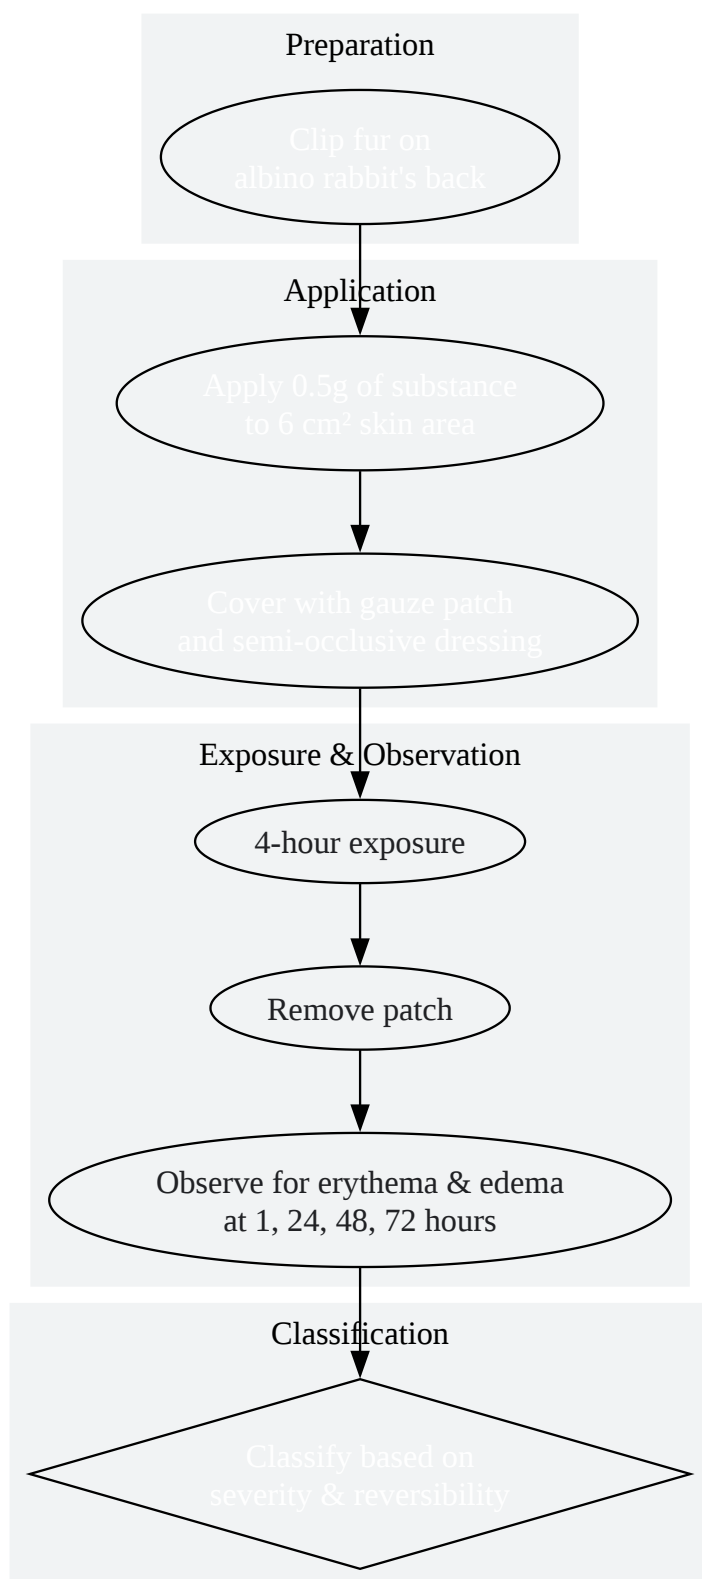 Preparation
Clip fur on
albino rabbit's back
Application
Apply 0.5g of substance
to 6 cm² skin area
Cover with gauze patch
and semi-occlusive dressing
Exposure & Observation
4-hour exposure
Remove patch
Observe for erythema & edema
at 1, 24, 48, 72 hours
Classification
Classify based on
severity & reversibility